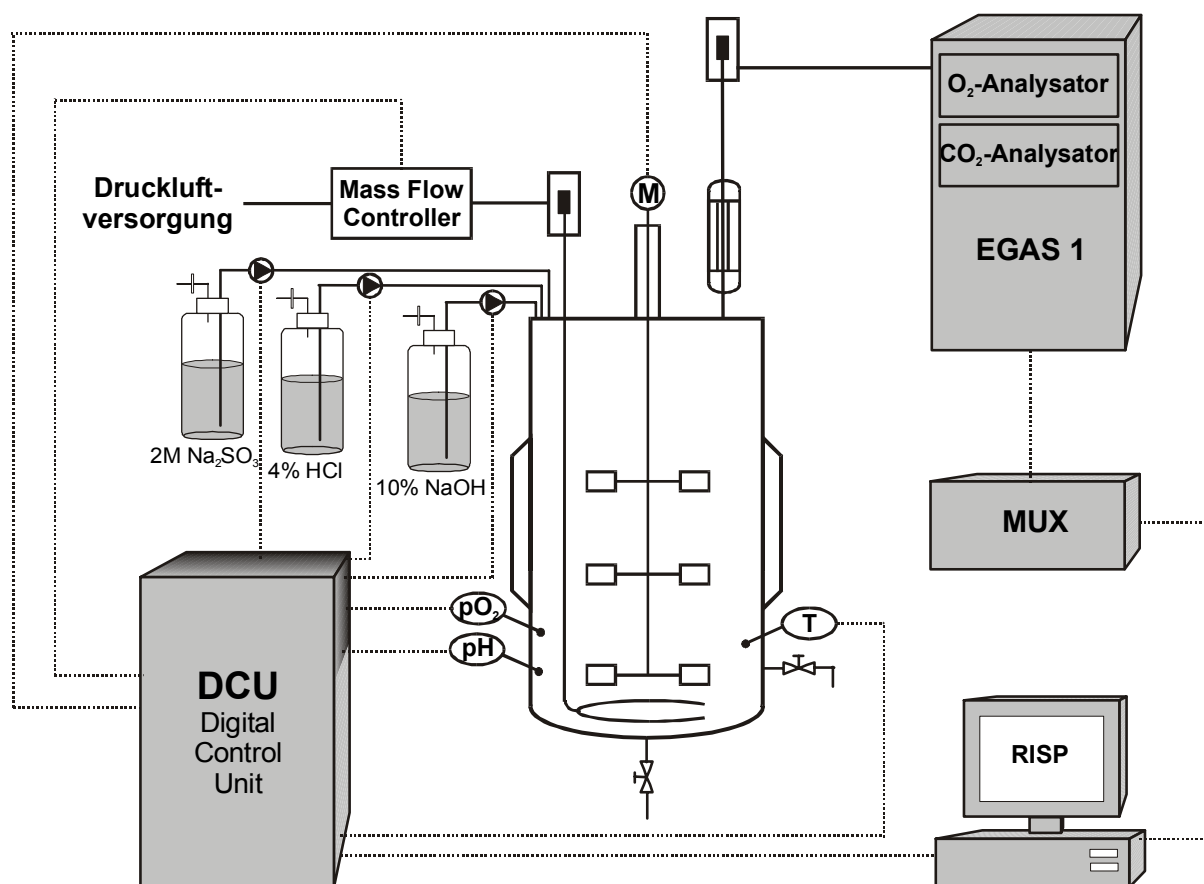 O₂-Analysator
CO₂-Analysator
EGAS 1
Druckluft-
versorgung
Mass Flow
Controller
M
2M Na₂SO₃
4% HCl
10% NaOH
MUX
pO₂
pH
T
DCU
Digital
Control
Unit
RISP